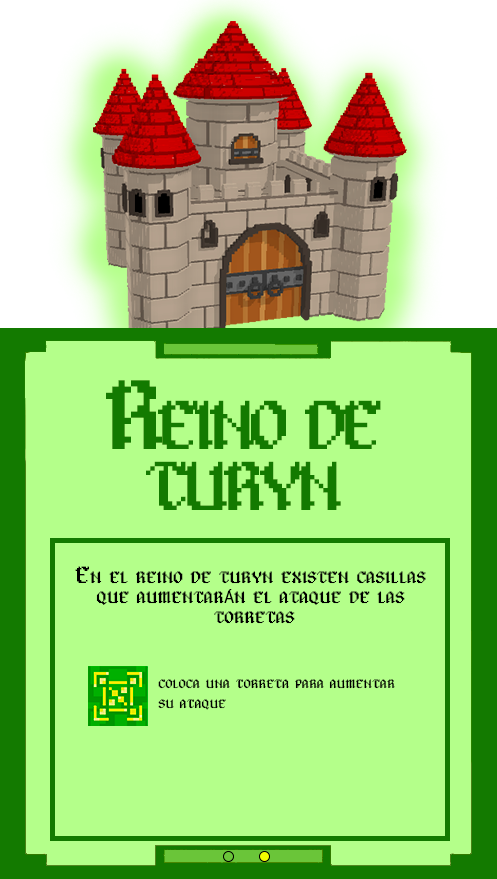 Reino de
turyn
En el reino de turyn existen casillas
que aumentarán el ataque de las
torretas
coloca una torreta para aumentar
su ataque